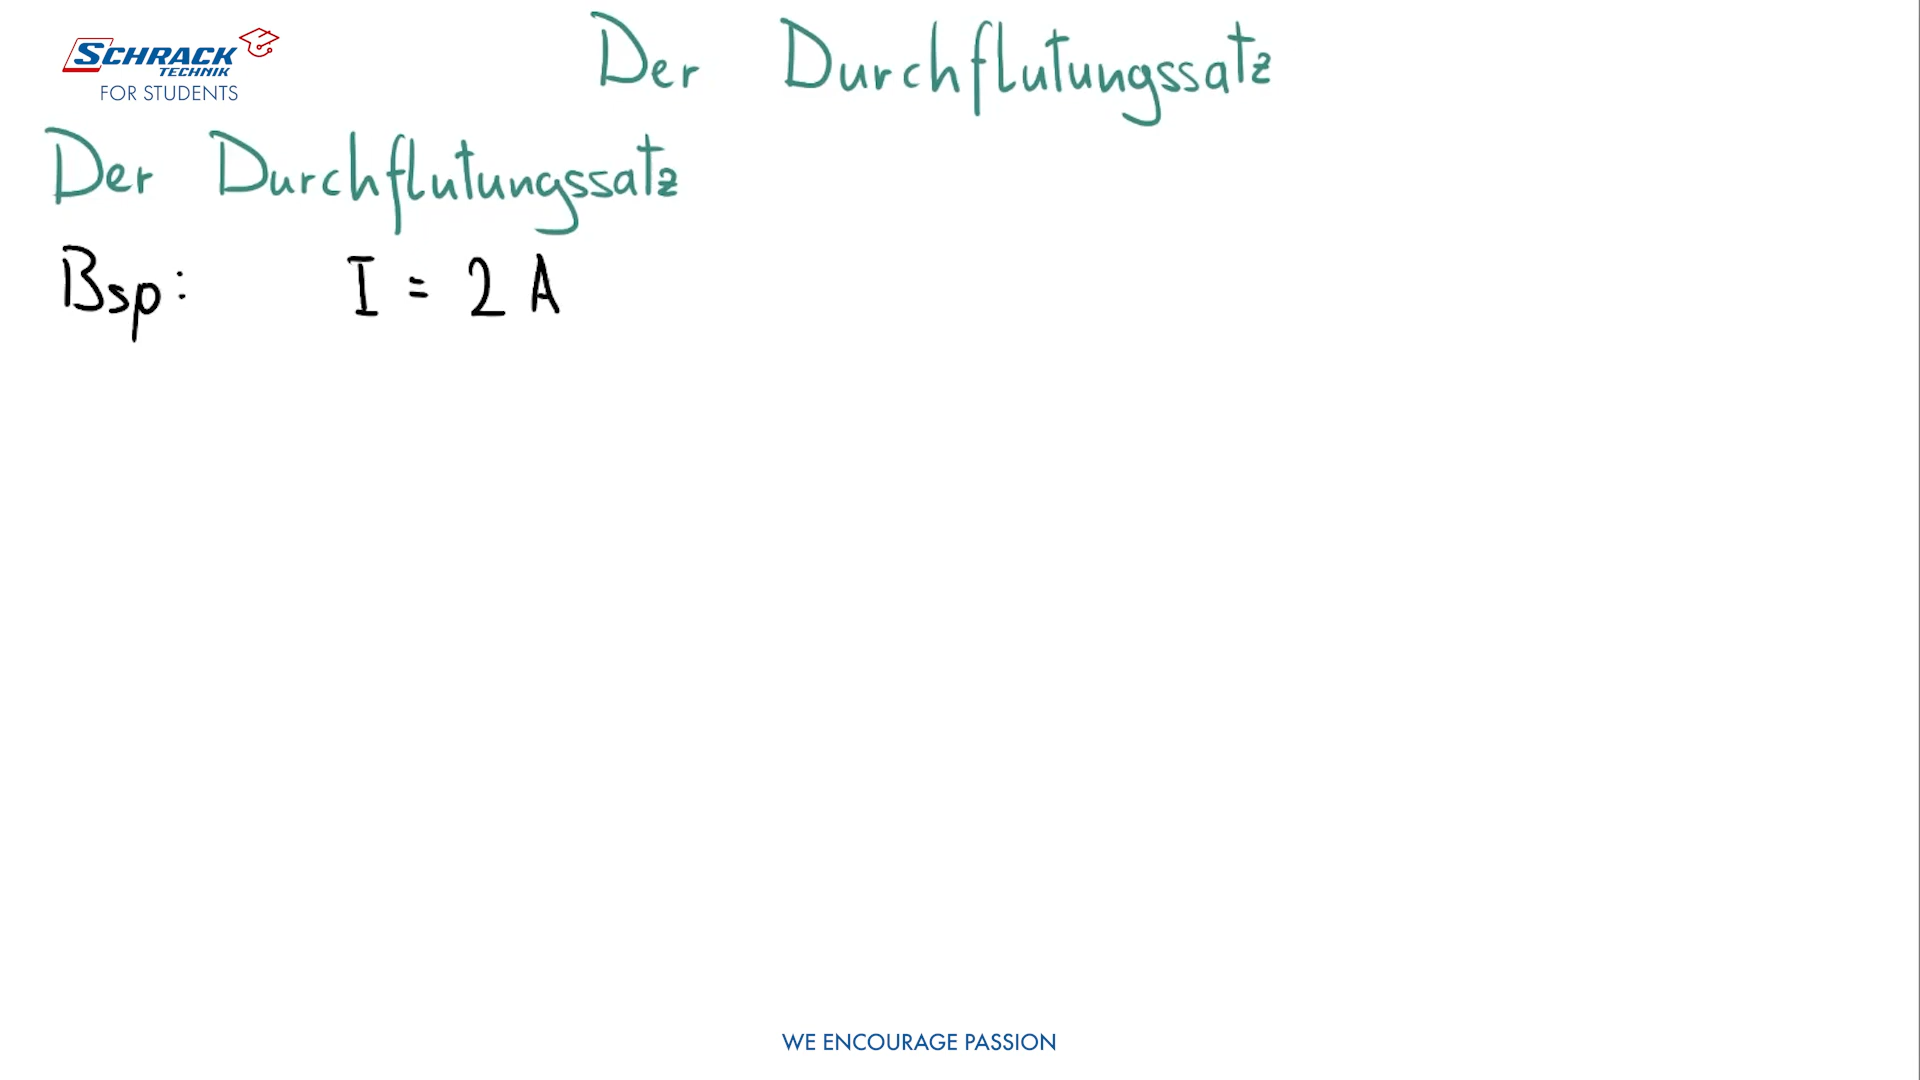 SCHRACK
TECHNIK
FOR STUDENTS
Der Durchflutungssatz
Der Durchflutungssatz
Bsp: I = 2 A
WE ENCOURAGE PASSION